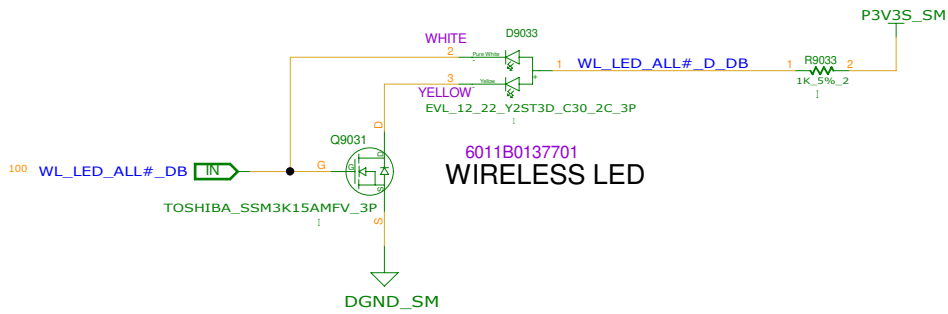 P3V3S_SM
D9033
WHITE
2
Pure White
1
WL_LED_ALL#_D_DB
1
R9033
2
1K_5%_2
3
Yellow
+
YELLOW
EVL_12_22_Y2ST3D_C30_2C_3P
D
Q9031
6011B0137701
WIRELESS LED
100
WL_LED_ALL#_DB
IN
G
G
D
S
TOSHIBA_SSM3K15AMFV_3P
S
DGND_SM